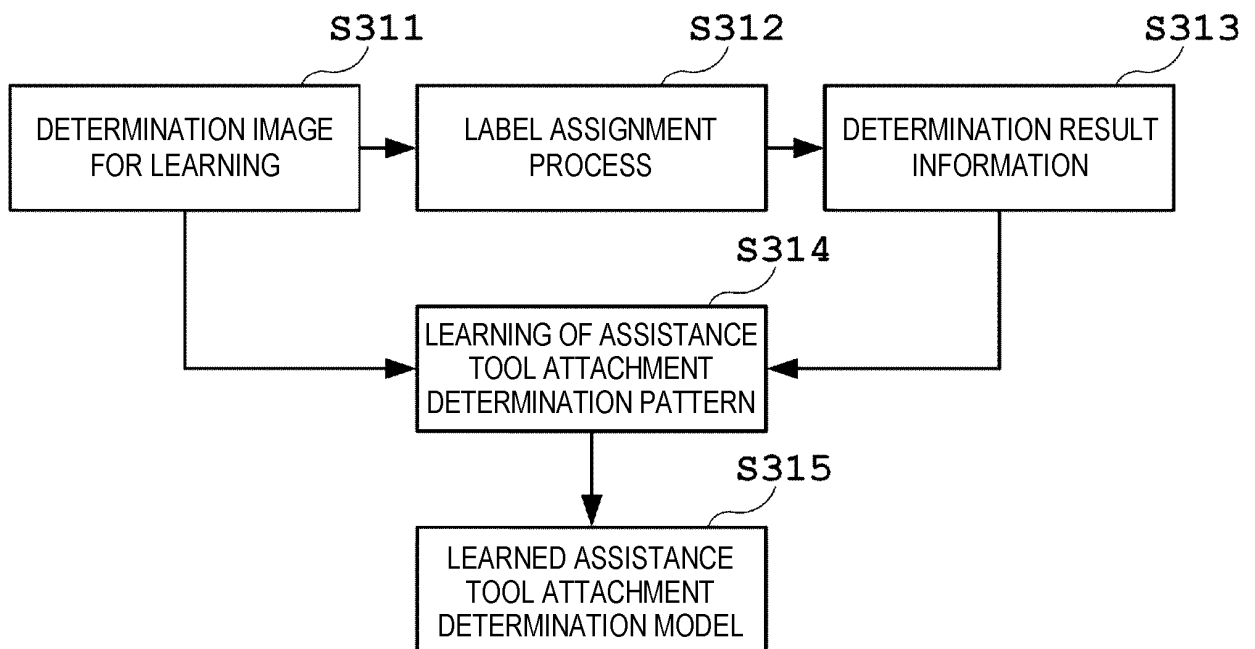 S311
S312
S313
DETERMINATION IMAGE
FOR LEARNING
LABEL ASSIGNMENT
PROCESS
DETERMINATION RESULT
INFORMATION
S314
LEARNING OF ASSISTANCE
TOOL ATTACHMENT
DETERMINATION PATTERN
S315
LEARNED ASSISTANCE
TOOL ATTACHMENT
DETERMINATION MODEL